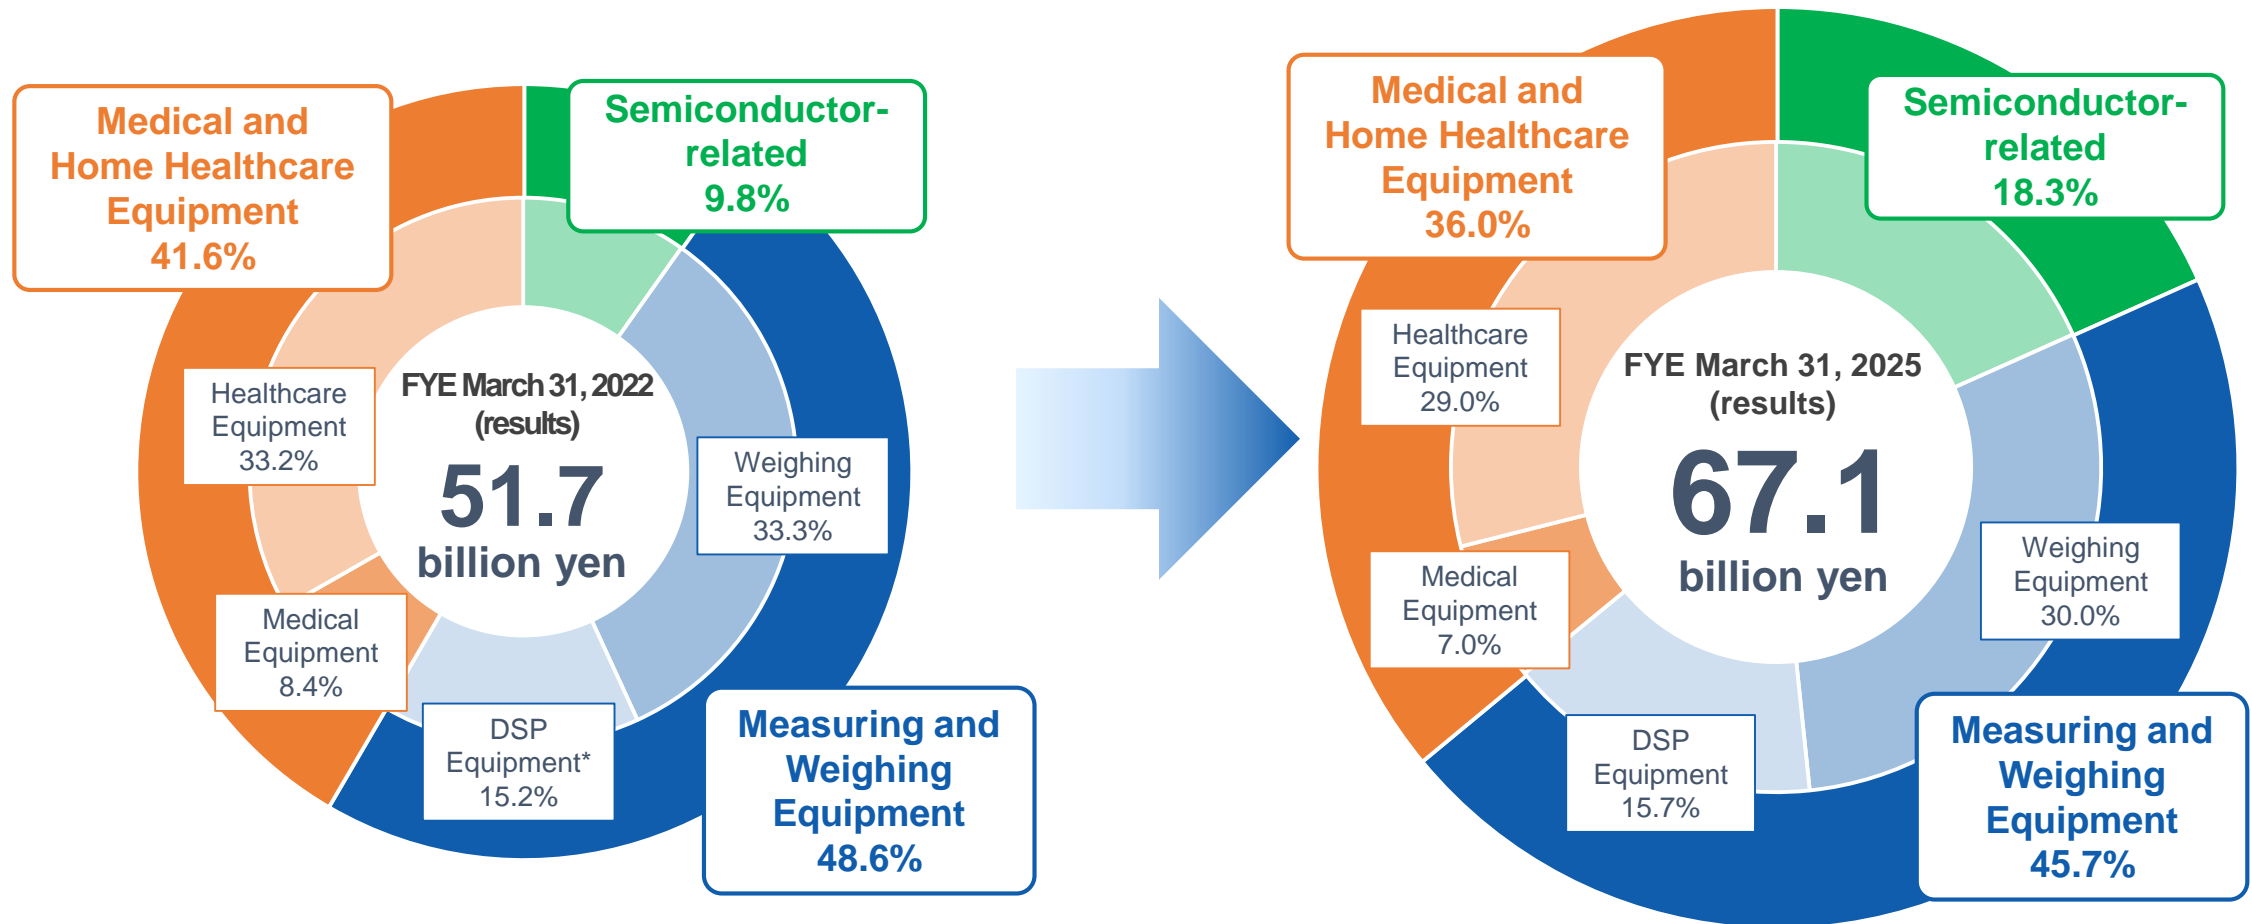 Medical and
Home Healthcare
Equipment
41.6%
Semiconductor-
related
9.8%
Healthcare
Equipment
33.2%
FYE March 31, 2022
(results)
51.7
billion yen
Weighing
Equipment
33.3%
Medical
Equipment
8.4%
DSP
Equipment*
15.2%
Measuring and
Weighing
Equipment
48.6%
Medical and
Home Healthcare
Equipment
36.0%
Semiconductor-
related
18.3%
Healthcare
Equipment
29.0%
FYE March 31, 2025
(results)
67.1
billion yen
Weighing
Equipment
30.0%
Medical
Equipment
7.0%
DSP
Equipment
15.7%
Measuring and
Weighing
Equipment
45.7%